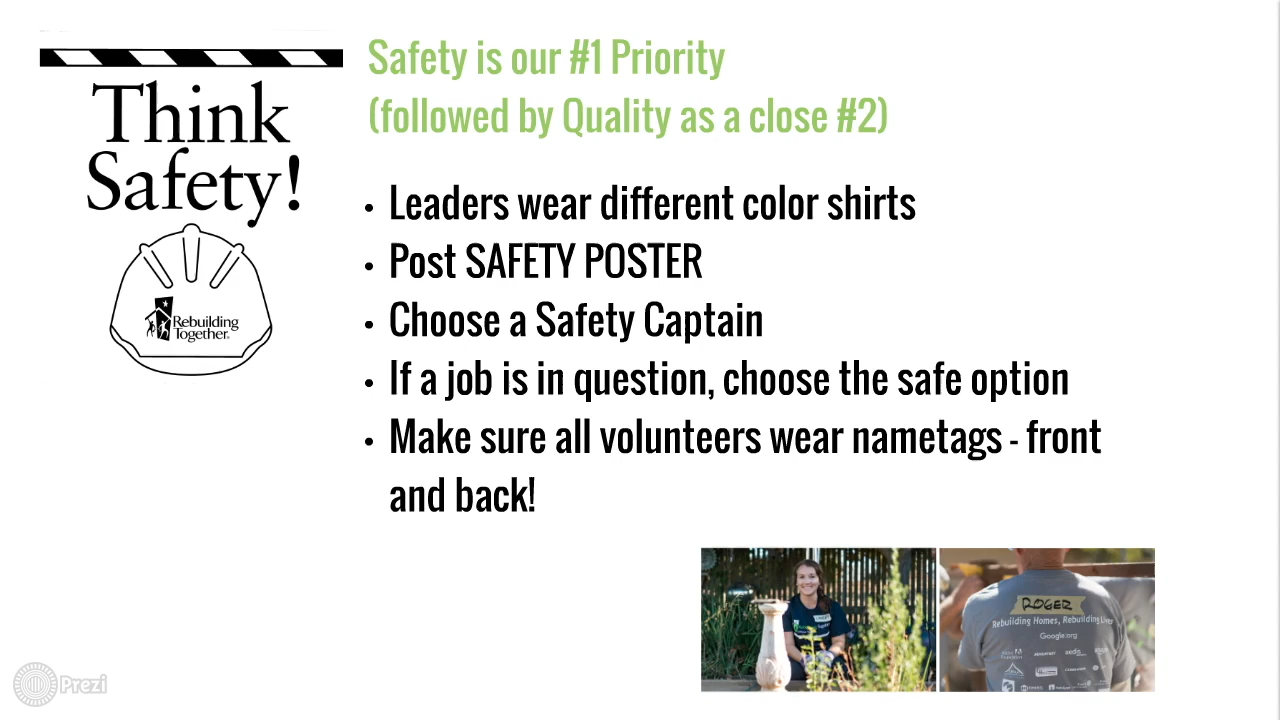 Think
Safety!
Rebuilding
Together®
Safety is our #1 Priority
(followed by Quality as a close #2)
• Leaders wear different color shirts
• Post SAFETY POSTER
• Choose a Safety Captain
• If a job is in question, choose the safe option
• Make sure all volunteers wear nametags - front
and back!
ROGER
Rebuilding Homes, Rebuilding Lives
Google.org
Prezi